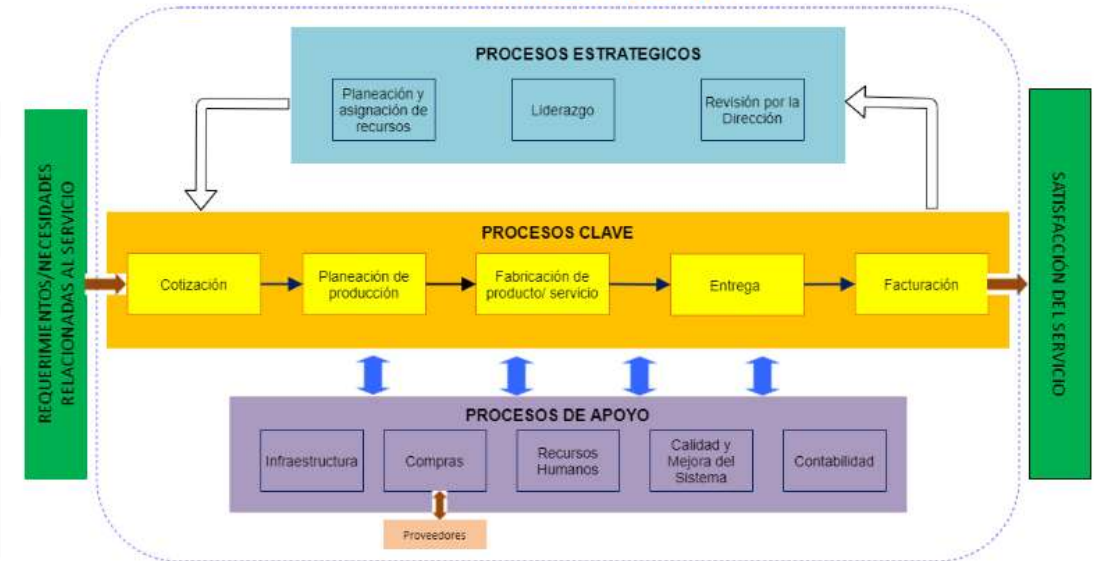 PROCESOS ESTRATEGICOS
Planeación y
asignación de
recursos
Liderazgo
Revisión por la
Dirección
REQUERIMIENTOS/NECESIDADES
RELACIONADAS AL SERVICIO
PROCESOS CLAVE
Cotización
Planeación de
producción
Fabricación de
producto/ servicio
Entrega
Facturación
SATISFACCIÓN DEL SERVICIO
PROCESOS DE APOYO
Infraestructura
Compras
Recursos
Humanos
Calidad y
Mejora del
Sistema
Contabilidad
Proveedores